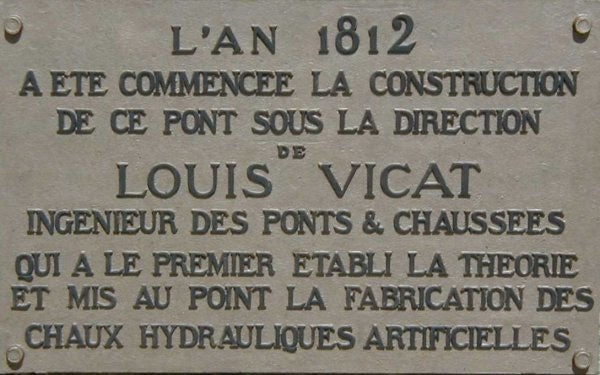 L'AN 1812
A ETE COMMENCEE LA CONSTRUCTION
DE CE PONT SOUS LA DIRECTION
DE
LOUIS VICAT
INGENIEUR DES PONTS & CHAUSSEES
QUI A LE PREMIER ETABLI LA THEORIE
ET MIS AU POINT LA FABRICATION DES
CHAUX HYDRAULIQUES ARTIFICIELLES